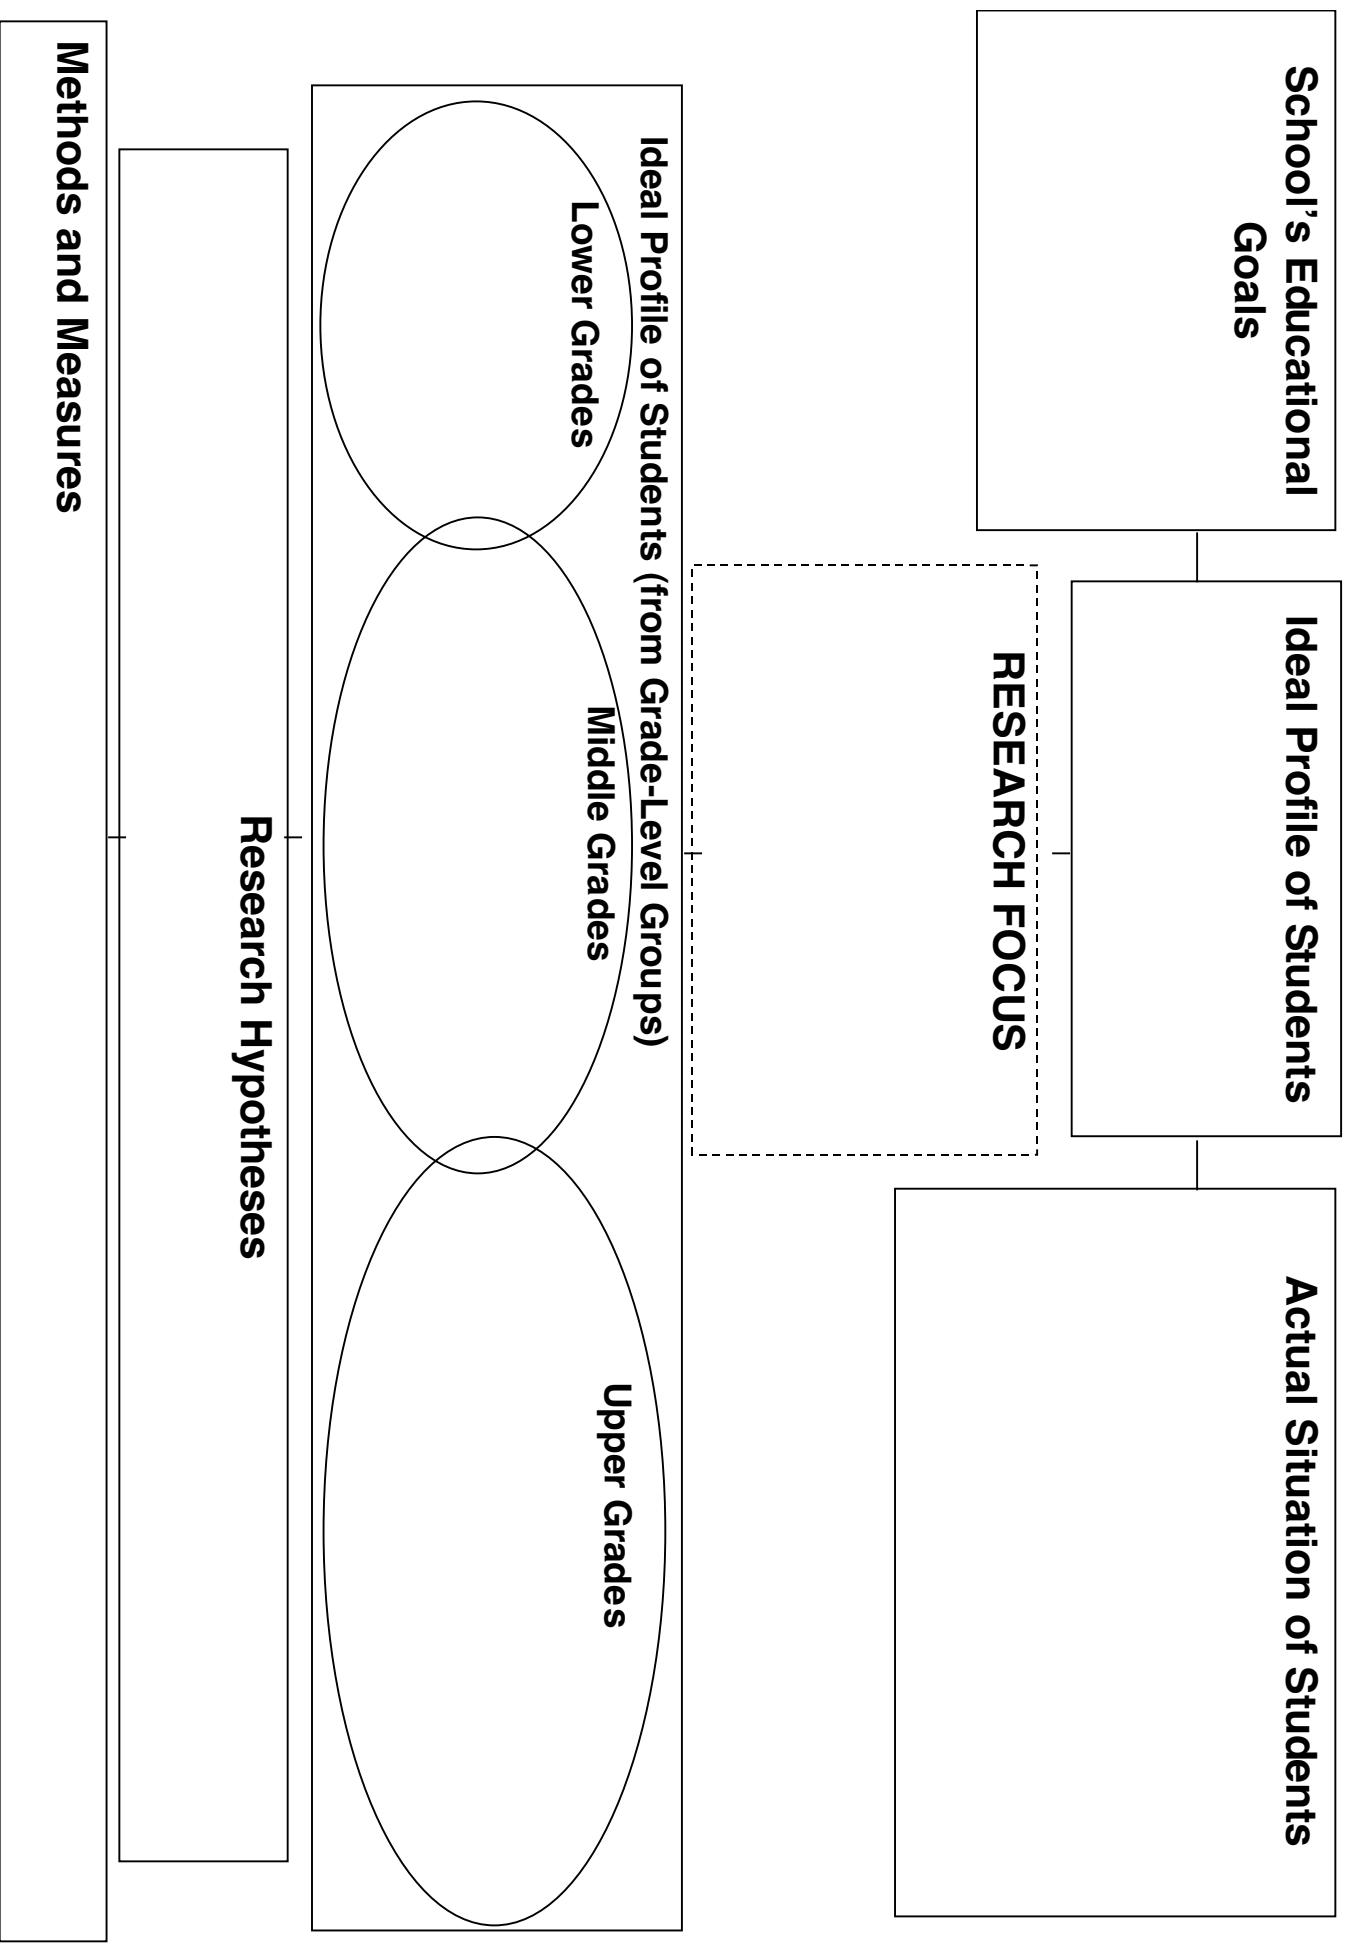 School's Educational
Goals
Ideal Profile of Students
Actual Situation of Students
RESEARCH FOCUS
Ideal Profile of Students (from Grade-Level Groups)
Lower Grades
Middle Grades
Upper Grades
Research Hypotheses
Methods and Measures